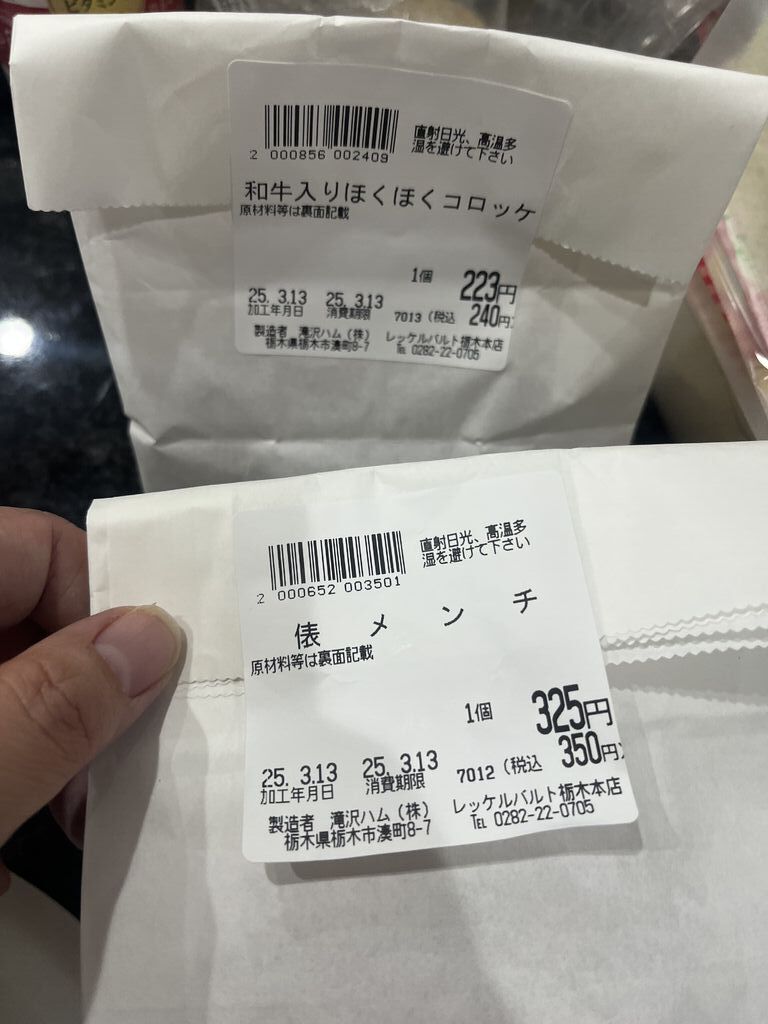 ビタミン
直射日光、高温多
湿を避けて下さい
2 000856 002409
和牛入りほくほくコロッケ
原材料等は裏面記載
1個 223円
25. 3.13 25. 3.13 7013 (税込 240円)
加工年月日 消費期限
製造者 滝沢ハム(株) レッケルバルト栃木本店
栃木県栃木市湊町8-7 TEL 0282-22-0705
直射日光、高温多
湿を避けて下さい
2 000652 003501
俵メンチ
原材料等は裏面記載
1個 325円
25. 3.13 25. 3.13 7012 (税込 350円)
加工年月日 消費期限
製造者 滝沢ハム(株) レッケルバルト栃木本店
栃木県栃木市湊町8-7 TEL 0282-22-0705